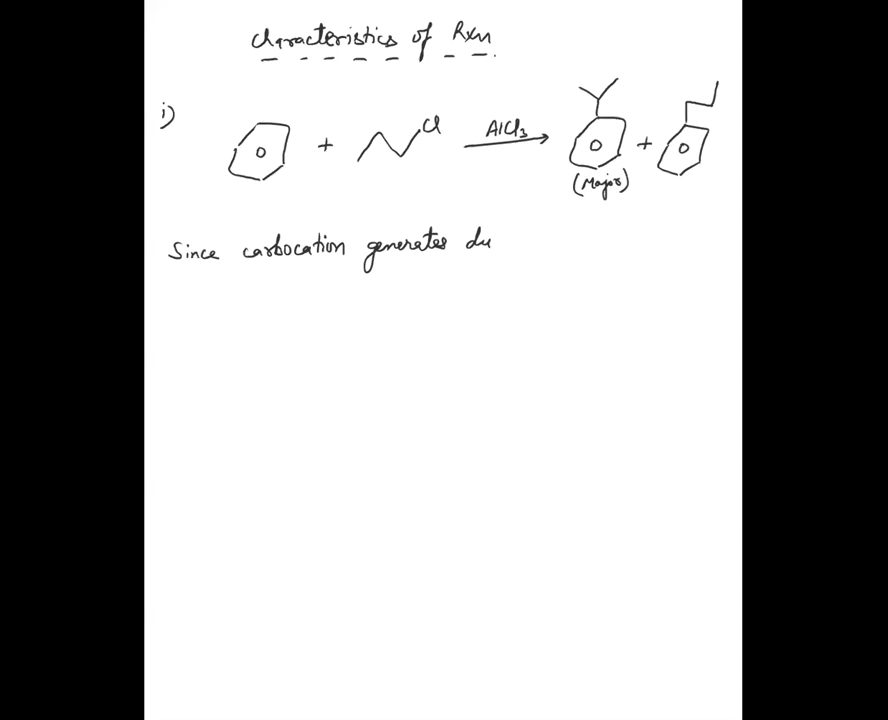 Characteristics of Rxn
i)
+ Cl AlCl3 +
(Major)
Since carbocation generates du